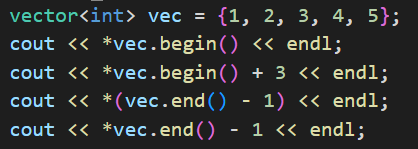 vector<int> vec = {1, 2, 3, 4, 5};
cout << *vec.begin() << endl;
cout << *vec.begin() + 3 << endl;
cout << *(vec.end() - 1) << endl;
cout << *vec.end() - 1 << endl;